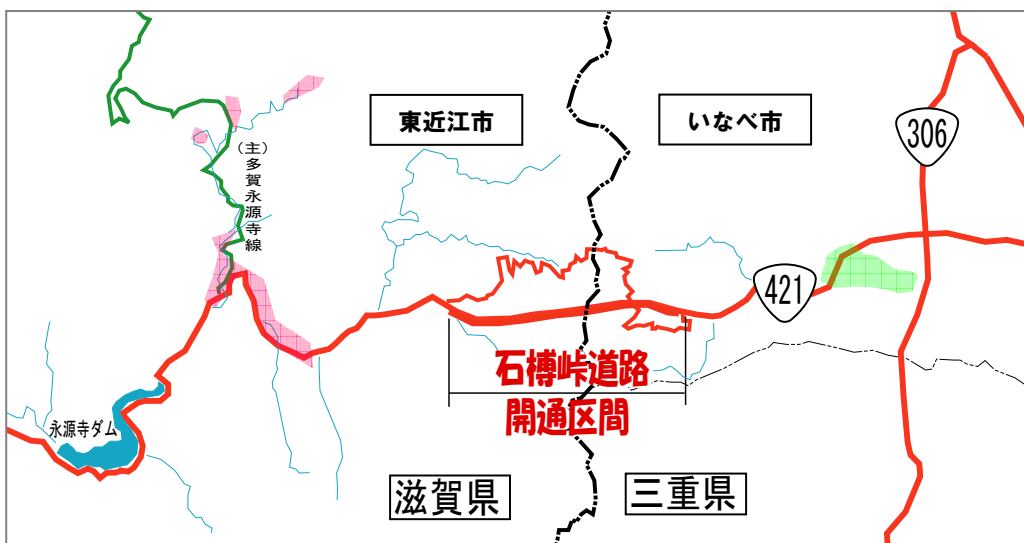 東近江市
いなべ市
306
(主)多賀永源寺線
421
石榑峠道路
開通区間
永源寺ダム
滋賀県
三重県